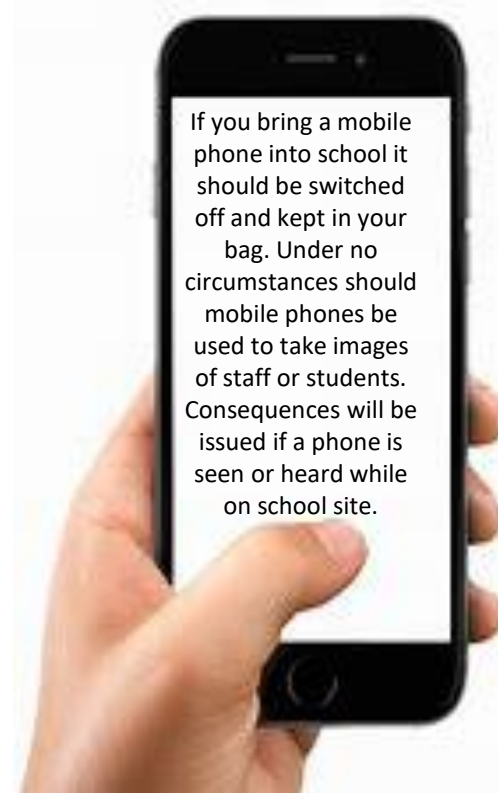 If you bring a mobile
phone into school it
should be switched
off and kept in your
bag. Under no
circumstances should
mobile phones be
used to take images
of staff or students.
Consequences will be
issued if a phone is
seen or heard while
on school site.